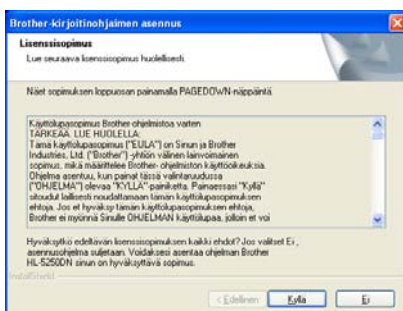 Brother-kirjoitinohjaimen asennus
Lisenssisopimus
Lue seuraava lisenssisopimus huolellisesti.
Näet sopimuksen loppuosan painamalla PAGEDOWN-näppäintä.
Käyttölupasopimus Brother-ohjelmistoa varten
TÄRKEÄÄ: LUE HUOLELLA:
Tämä käyttölupasopimus ("EULA") on Sinun ja Brother
Industries, Ltd. ("Brother") -yhtiön välinen lainvoimainen
sopimus, mikä määrittelee Brother- ohjelmiston käyttöoikeuksia.
Ohjelma asentuu, kun painat tässä valintaruudussa
("OHJELMA") olevaa "KYLLÄ"-painiketta. Painaessasi "Kyllä"
sitoudut laillisesti noudattamaan tämän käyttölupasopimuksen
ehtoja. Jos et hyväksy tämän käyttölupasopimuksen ehtoja,
Brother ei myönnä Sinulle OHJELMAN käyttölupaa, jolloin et voi
Hyväksytkö edeltävän lisenssisopimuksen kaikki ehdot? Jos valitset Ei ,
asennusohjelma suljetaan. Voidaksesi asentaa ohjelman Brother
HL-5250DN sinun on hyväksyttävä sopimus.
InstallShield
< Edellinen
Kyllä
Ei